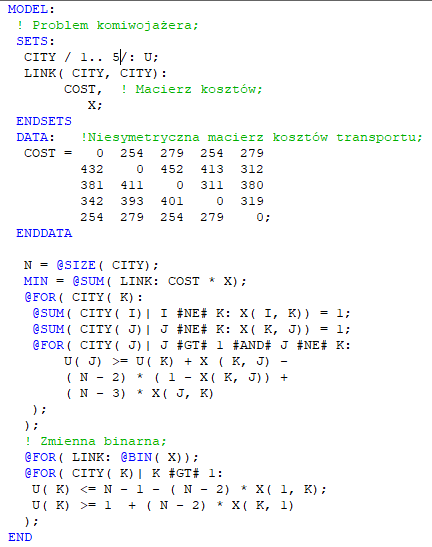 MODEL:
! Problem komiwojażera;
SETS:
CITY / 1.. 5/: U;
LINK( CITY, CITY):
COST, ! Macierz kosztów;
X;
ENDSETS
DATA: !Niesymetryczna macierz kosztów transportu;
COST = 0 254 279 254 279
432 0 452 413 312
381 411 0 311 380
342 393 401 0 319
254 279 254 279 0;
ENDDATA
N = @SIZE( CITY);
MIN = @SUM( LINK: COST * X);
@FOR( CITY( K):
@SUM( CITY( I)| I #NE# K: X( I, K)) = 1;
@SUM( CITY( J)| J #NE# K: X( K, J)) = 1;
@FOR( CITY( J)| J #GT# 1 #AND# J #NE# K:
U( J) >= U( K) + X ( K, J) -
( N - 2) * ( 1 - X( K, J)) +
( N - 3) * X( J, K)
);
);
! Zmienna binarna;
@FOR( LINK: @BIN( X));
@FOR( CITY( K)| K #GT# 1:
U( K) <= N - 1 - ( N - 2) * X( 1, K);
U( K) >= 1 + ( N - 2) * X( K, 1)
);
END